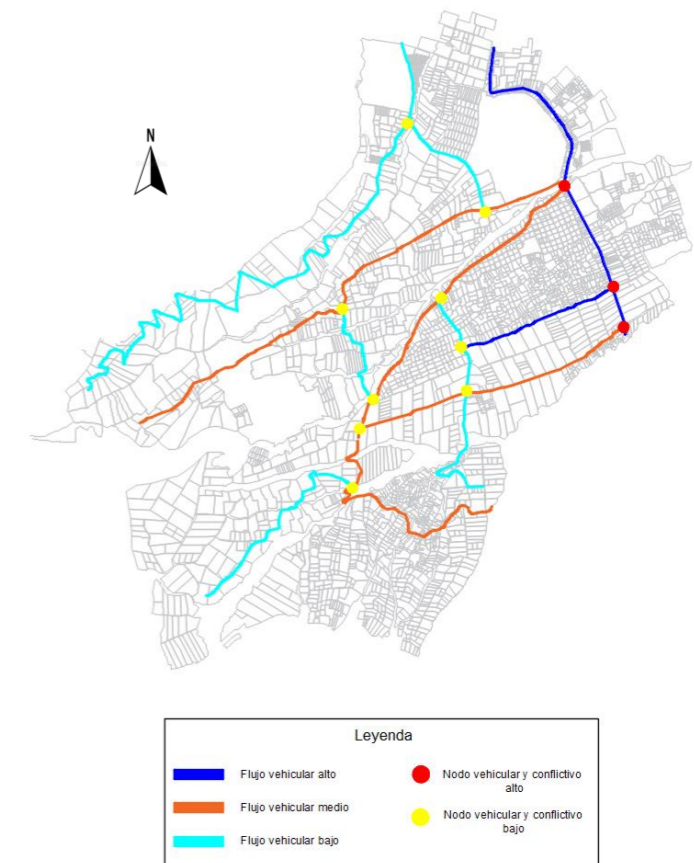 N
Leyenda
Flujo vehicular alto
Flujo vehicular medio
Flujo vehicular bajo
Nodo vehicular y conflictivo
alto
Nodo vehicular y conflictivo
bajo